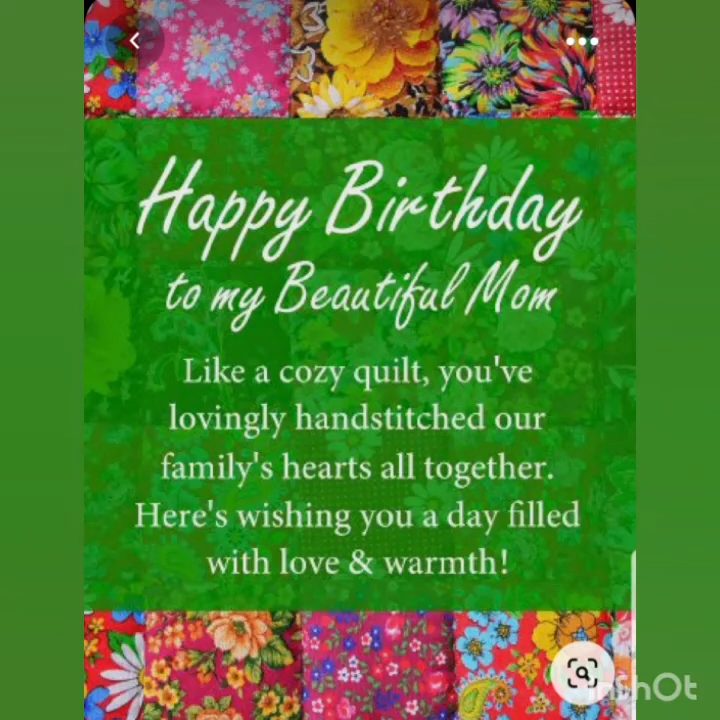 Happy Birthday
to my Beautiful Mom
Like a cozy quilt, you've
lovingly handstitched our
family's hearts all together.
Here's wishing you a day filled
with love & warmth!